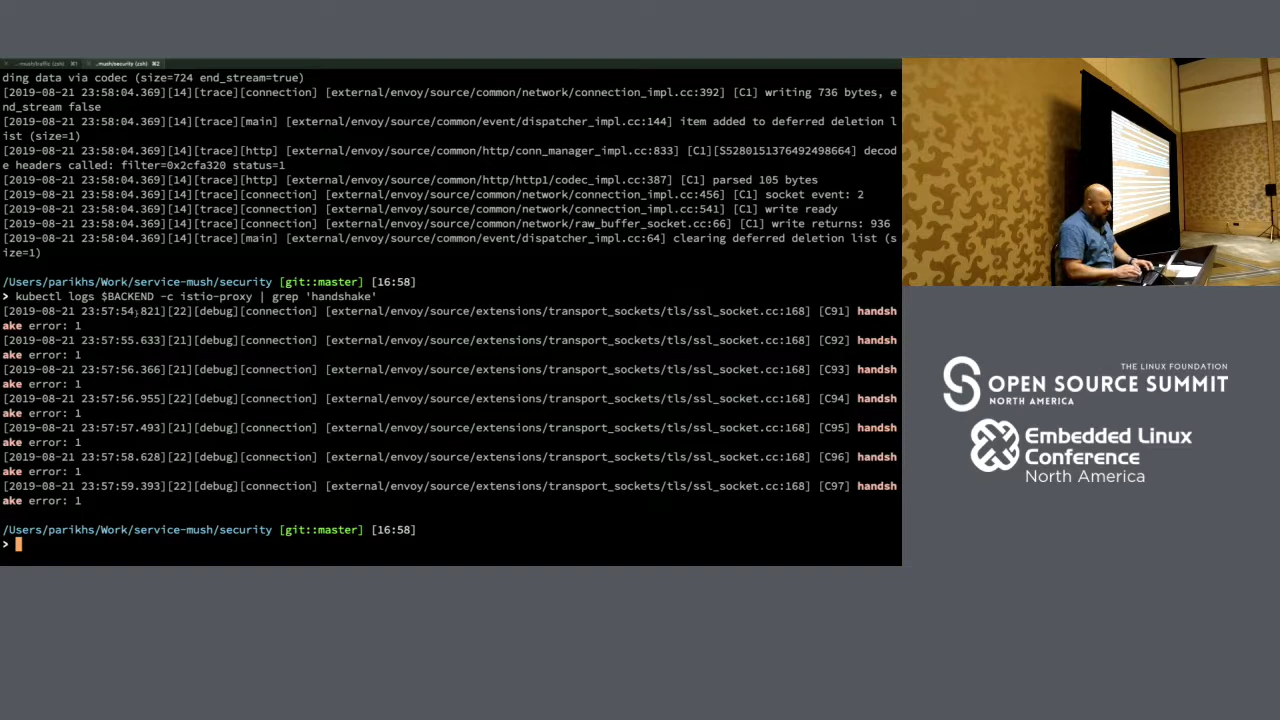 ..mush/traffic (zsh) ⌘1 ..mush/security (zsh) ⌘2
ding data via codec (size=724 end_stream=true)
[2019-08-21 23:58:04.369][14][trace][connection] [external/envoy/source/common/network/connection_impl.cc:392] [C1] writing 736 bytes, e
nd_stream false
[2019-08-21 23:58:04.369][14][trace][main] [external/envoy/source/common/event/dispatcher_impl.cc:144] item added to deferred deletion l
ist (size=1)
[2019-08-21 23:58:04.369][14][trace][http] [external/envoy/source/common/http/conn_manager_impl.cc:833] [C1][S5280151376492498664] decod
e headers called: filter=0x2cfa320 status=1
[2019-08-21 23:58:04.369][14][trace][http] [external/envoy/source/common/http/http1/codec_impl.cc:387] [C1] parsed 105 bytes
[2019-08-21 23:58:04.369][14][trace][connection] [external/envoy/source/common/network/connection_impl.cc:456] [C1] socket event: 2
[2019-08-21 23:58:04.369][14][trace][connection] [external/envoy/source/common/network/connection_impl.cc:541] [C1] write ready
[2019-08-21 23:58:04.369][14][trace][connection] [external/envoy/source/common/network/raw_buffer_socket.cc:66] [C1] write returns: 936
[2019-08-21 23:58:04.369][14][trace][main] [external/envoy/source/common/event/dispatcher_impl.cc:64] clearing deferred deletion list (s
ize=1)
/Users/parikhs/Work/service-mush/security [git::master] [16:58]
> kubectl logs $BACKEND -c istio-proxy | grep 'handshake'
[2019-08-21 23:57:54.821][22][debug][connection] [external/envoy/source/extensions/transport_sockets/tls/ssl_socket.cc:168] [C91] handsh
ake error: 1
[2019-08-21 23:57:55.633][21][debug][connection] [external/envoy/source/extensions/transport_sockets/tls/ssl_socket.cc:168] [C92] handsh
ake error: 1
[2019-08-21 23:57:56.366][21][debug][connection] [external/envoy/source/extensions/transport_sockets/tls/ssl_socket.cc:168] [C93] handsh
ake error: 1
[2019-08-21 23:57:56.955][22][debug][connection] [external/envoy/source/extensions/transport_sockets/tls/ssl_socket.cc:168] [C94] handsh
ake error: 1
[2019-08-21 23:57:57.493][21][debug][connection] [external/envoy/source/extensions/transport_sockets/tls/ssl_socket.cc:168] [C95] handsh
ake error: 1
[2019-08-21 23:57:58.628][22][debug][connection] [external/envoy/source/extensions/transport_sockets/tls/ssl_socket.cc:168] [C96] handsh
ake error: 1
[2019-08-21 23:57:59.393][22][debug][connection] [external/envoy/source/extensions/transport_sockets/tls/ssl_socket.cc:168] [C97] handsh
ake error: 1
/Users/parikhs/Work/service-mush/security [git::master] [16:58]
>
THE LINUX FOUNDATION
OPEN SOURCE SUMMIT
NORTH AMERICA
Embedded Linux
Conference
North America